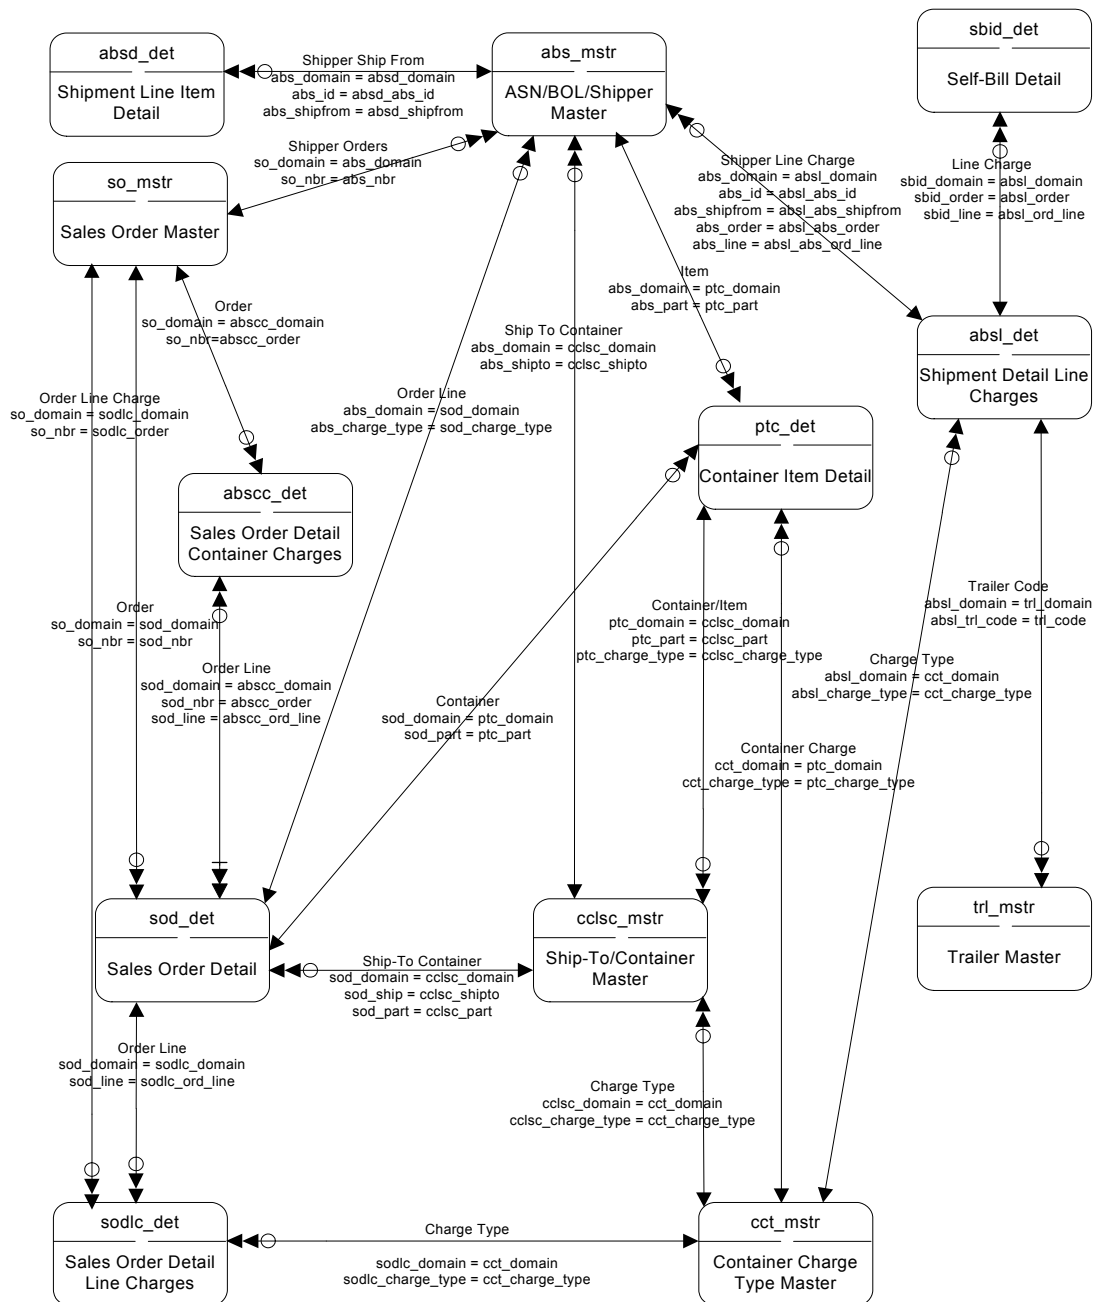 absd_det
Shipment Line Item
Detail
Shipper Ship From
abs_domain = absd_domain
abs_id = absd_abs_id
abs_shipfrom = absd_shipfrom
abs_mstr
ASN/BOL/Shipper
Master
sbid_det
Self-Bill Detail
Shipper Orders
so_domain = abs_domain
so_nbr = abs_nbr
so_mstr
Sales Order Master
Shipper Line Charge
abs_domain = absl_domain
abs_id = absl_abs_id
abs_shipfrom = absl_abs_shipfrom
abs_order = absl_abs_order
abs_line = absl_abs_ord_line
Line Charge
sbid_domain = absl_domain
sbid_order = absl_order
sbid_line = absl_ord_line
Item
abs_domain = ptc_domain
abs_part = ptc_part
Order
so_domain = abscc_domain
so_nbr=abscc_order
Ship To Container
abs_domain = cclsc_domain
abs_shipto = cclsc_shipto
absl_det
Shipment Detail Line
Charges
Order Line Charge
so_domain = sodlc_domain
so_nbr = sodlc_order
Order Line
abs_domain = sod_domain
abs_charge_type = sod_charge_type
ptc_det
Container Item Detail
abscc_det
Sales Order Detail
Container Charges
Order
so_domain = sod_domain
so_nbr = sod_nbr
Container/Item
ptc_domain = cclsc_domain
ptc_part = cclsc_part
ptc_charge_type = cclsc_charge_type
Trailer Code
absl_domain = trl_domain
absl_trl_code = trl_code
Order Line
sod_domain = abscc_domain
sod_nbr = abscc_order
sod_line = abscc_ord_line
Charge Type
absl_domain = cct_domain
absl_charge_type = cct_charge_type
Container
sod_domain = ptc_domain
sod_part = ptc_part
Container Charge
cct_domain = ptc_domain
cct_charge_type = ptc_charge_type
sod_det
Sales Order Detail
Ship-To Container
sod_domain = cclsc_domain
sod_ship = cclsc_shipto
sod_part = cclsc_part
cclsc_mstr
Ship-To/Container
Master
trl_mstr
Trailer Master
Order Line
sod_domain = sodlc_domain
sod_line = sodlc_ord_line
Charge Type
cclsc_domain = cct_domain
cclsc_charge_type = cct_charge_type
sodlc_det
Sales Order Detail
Line Charges
Charge Type
sodlc_domain = cct_domain
sodlc_charge_type = cct_charge_type
cct_mstr
Container Charge
Type Master